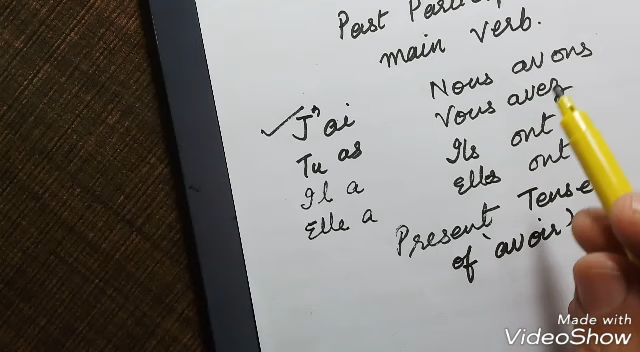 Past Particip
main verb.
J'ai
Tu as
Il a
Elle a
Nous avons
Vous avez
Ils ont
Elles ont
Present Tense
of 'avoir'
Made with
VideoShow